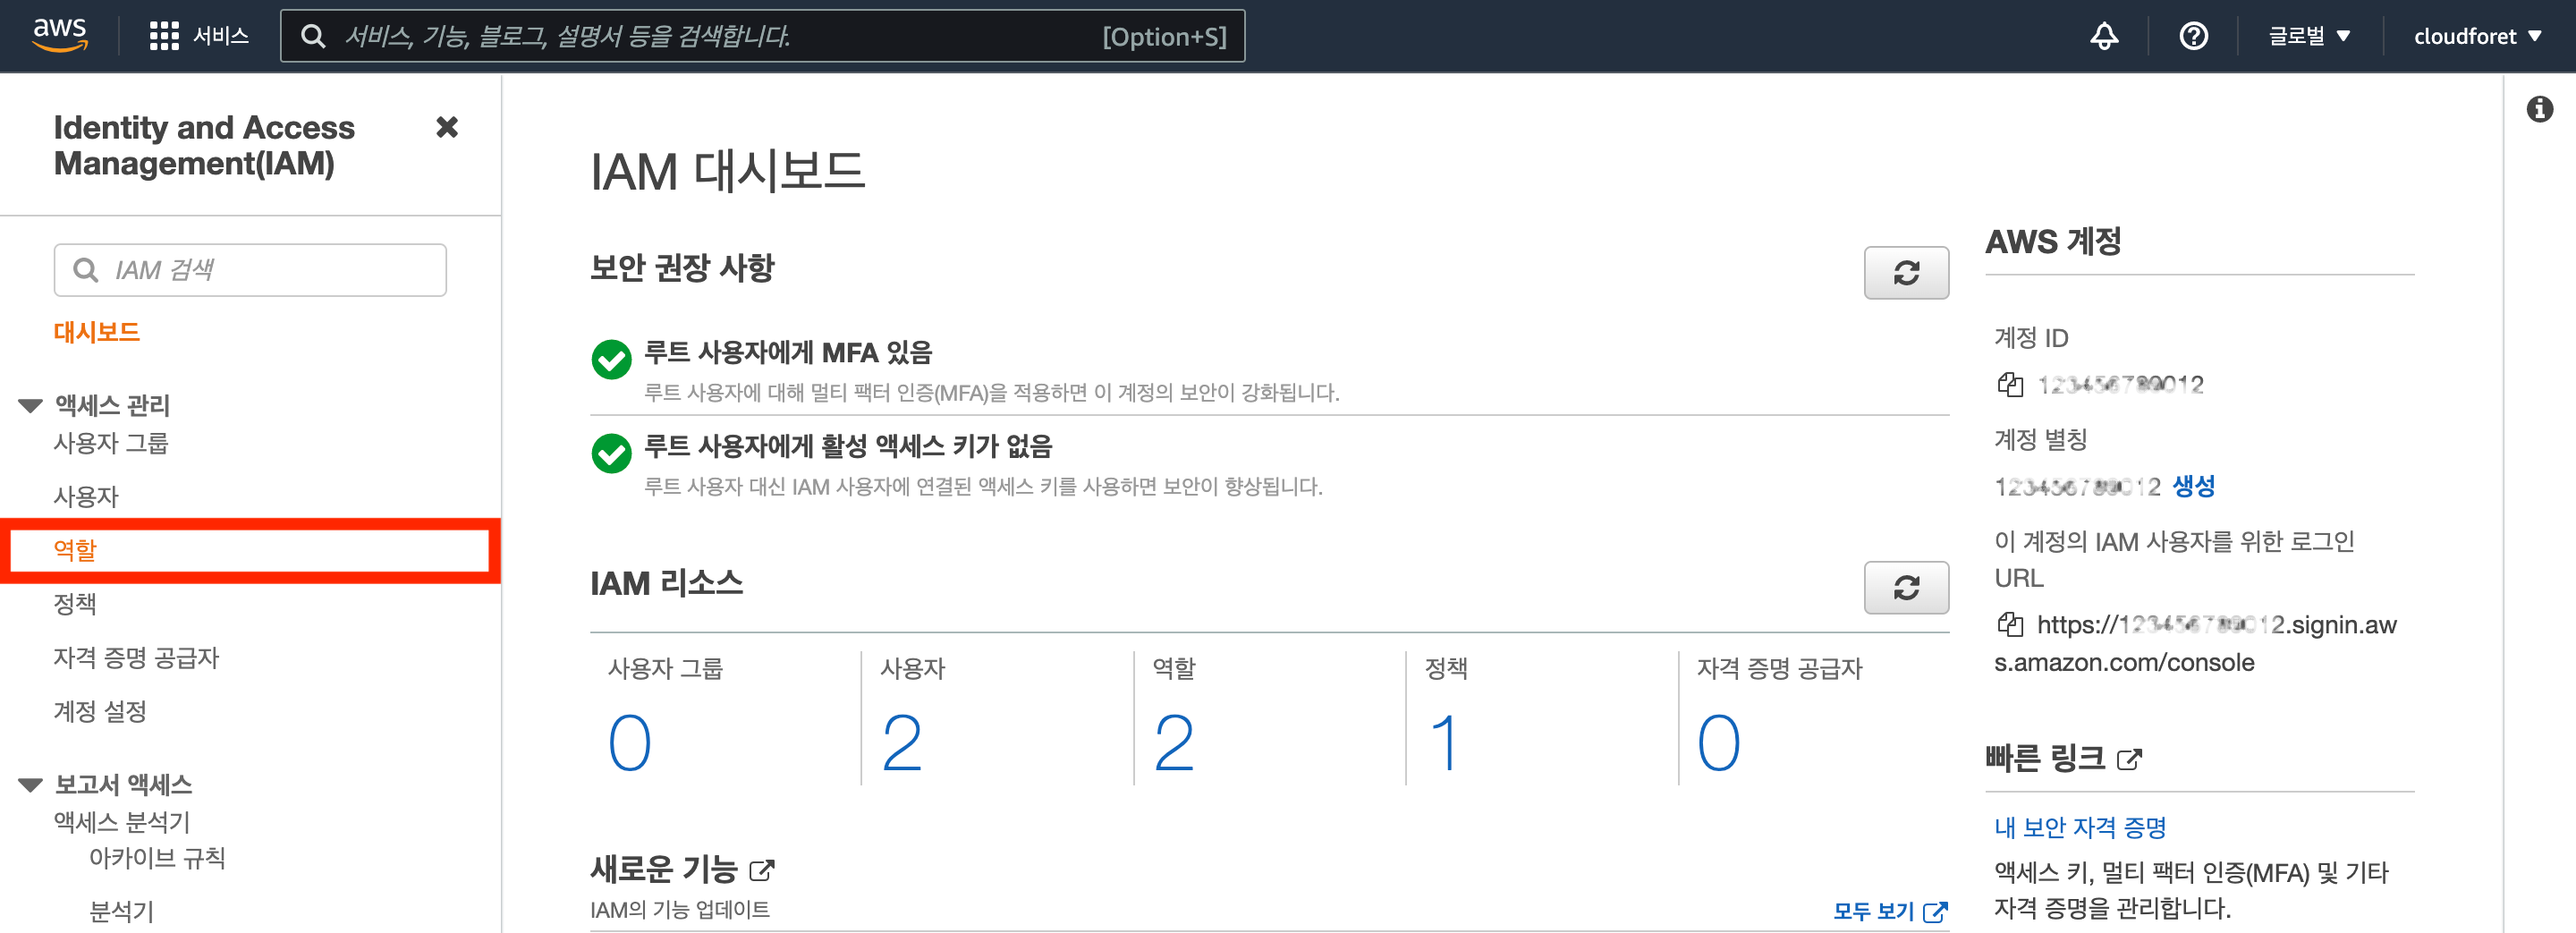 aws
서비스
서비스, 기능, 블로그, 설명서 등을 검색합니다.
[Option+S]
글로벌
cloudforet
Identity and Access
Management(IAM)
IAM 검색
대시보드
액세스 관리
사용자 그룹
사용자
역할
정책
자격 증명 공급자
계정 설정
보고서 액세스
액세스 분석기
아카이브 규칙
분석기
IAM 대시보드
보안 권장 사항
루트 사용자에게 MFA 있음
루트 사용자에 대해 멀티 팩터 인증(MFA)을 적용하면 이 계정의 보안이 강화됩니다.
루트 사용자에게 활성 액세스 키가 없음
루트 사용자 대신 IAM 사용자에 연결된 액세스 키를 사용하면 보안이 향상됩니다.
IAM 리소스
사용자 그룹
0
사용자
2
역할
2
정책
1
자격 증명 공급자
0
새로운 기능
IAM의 기능 업데이트
모두 보기
AWS 계정
계정 ID
123456789012
계정 별칭
123456789012 생성
이 계정의 IAM 사용자를 위한 로그인
URL
https://123456789012.signin.aw
s.amazon.com/console
빠른 링크
내 보안 자격 증명
액세스 키, 멀티 팩터 인증(MFA) 및 기타
자격 증명을 관리합니다.